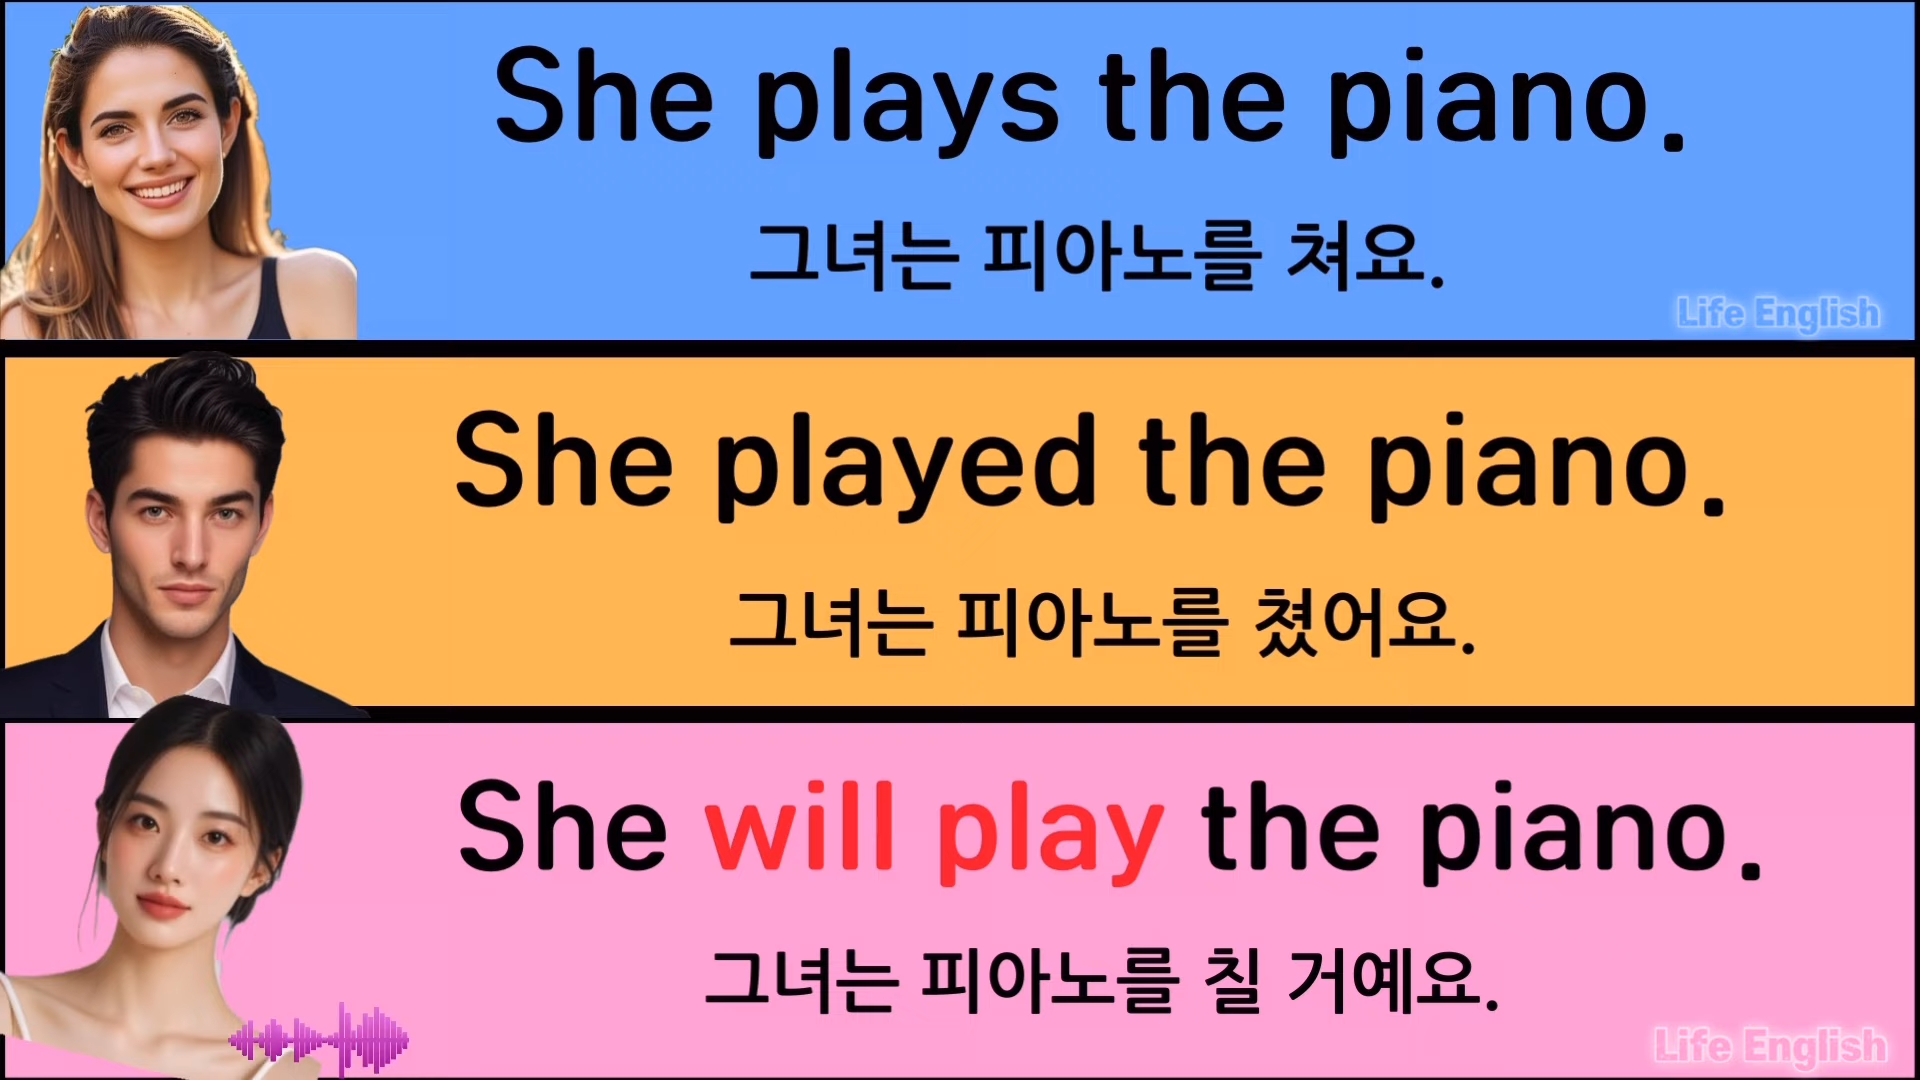 She plays the piano.
그녀는 피아노를 쳐요.
Life English
She played the piano.
그녀는 피아노를 쳤어요.
She will play the piano.
그녀는 피아노를 칠 거예요.
Life English